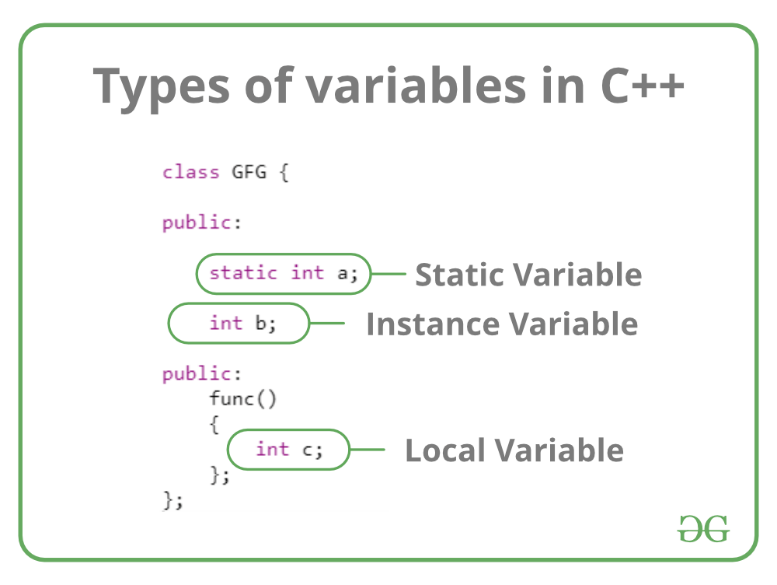 Types of variables in C++
class GFG {
public:
static int a; Static Variable
int b; Instance Variable
public:
func()
{
int c; Local Variable
};
};